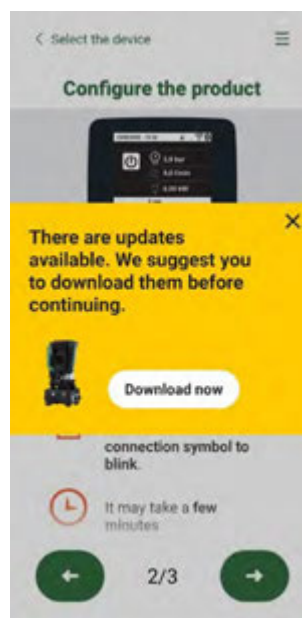 Select the device
Configure the product
There are updates
available. We suggest you
to download them before
continuing.
Download now
connection symbol to
blink.
It may take a few
minutes
2/3